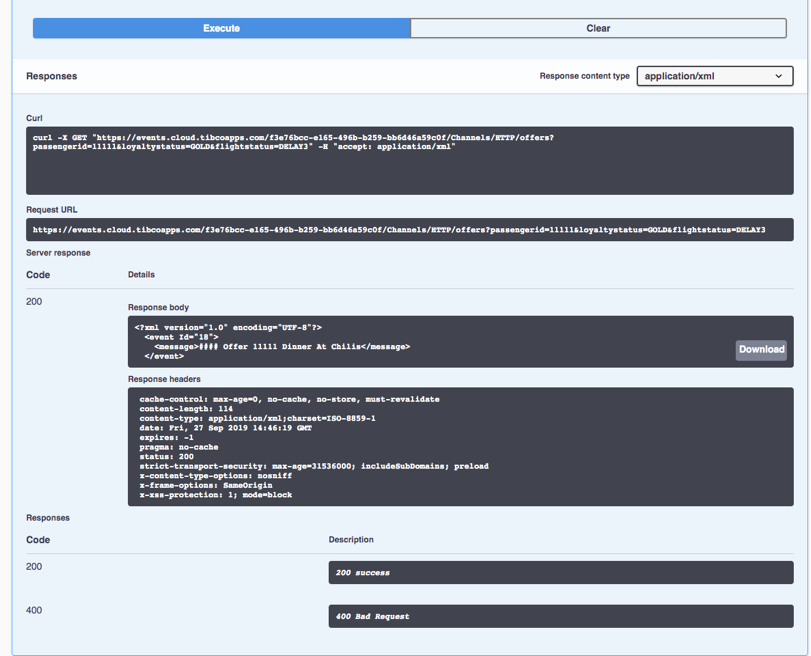 Execute
Clear
Responses
Response content type
application/xml
Curl
curl -X GET "https://events.cloud.tibcoapps.com/f3e76bcc-e165-496b-b259-bb6d46a59c0f/Channels/HTTP/offers?
passengerid=11111&loyaltystatus=GOLD&flightstatus=DELAY3" -H "accept: application/xml"
Request URL
https://events.cloud.tibcoapps.com/f3e76bcc-e165-496b-b259-bb6d46a59c0f/Channels/HTTP/offers?passengerid=11111&loyaltystatus=GOLD&flightstatus=DELAY3
Server response
Code
Details
200
Response body
<?xml version="1.0" encoding="UTF-8"?>
<event Id="18">
<message>#### Offer 11111 Dinner At Chilis</message>
</event>
Download
Response headers
cache-control: max-age=0, no-cache, no-store, must-revalidate
content-length: 114
content-type: application/xml;charset=ISO-8859-1
date: Fri, 27 Sep 2019 14:46:19 GMT
expires: -1
pragma: no-cache
status: 200
strict-transport-security: max-age=31536000; includeSubDomains; preload
x-content-type-options: nosniff
x-frame-options: SameOrigin
x-xss-protection: 1; mode=block
Responses
Code
Description
200
200 success
400
400 Bad Request